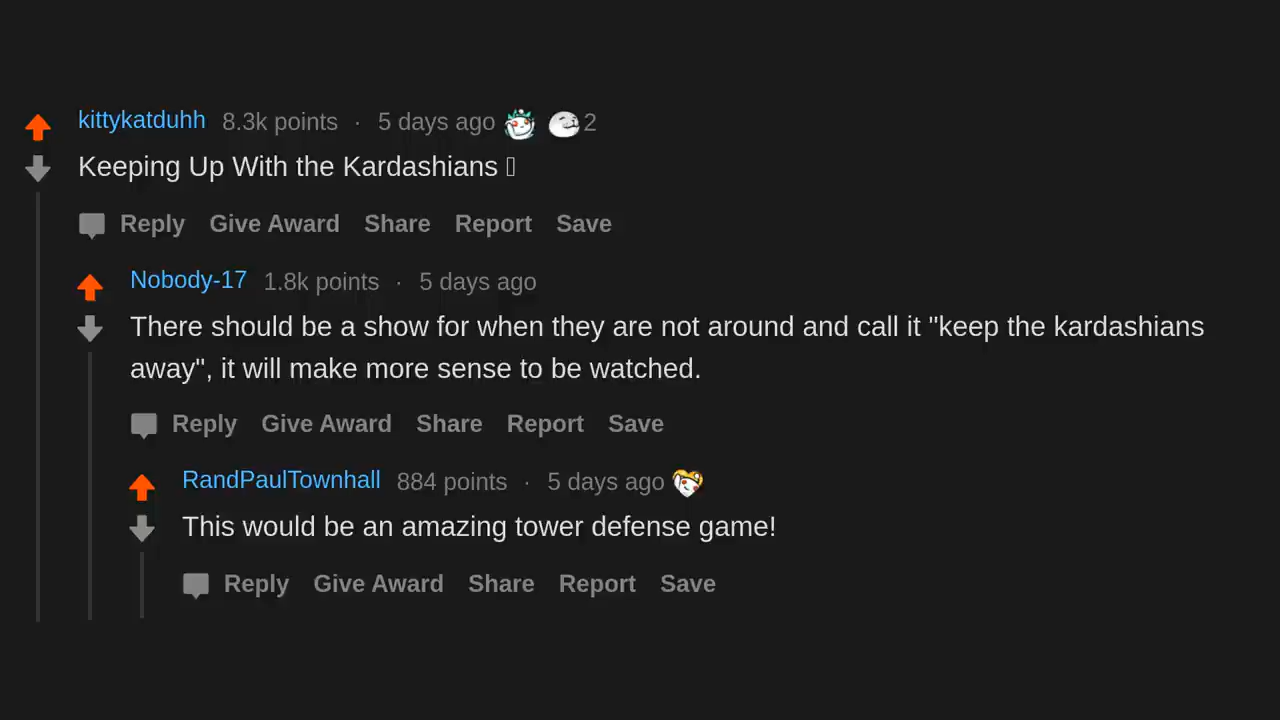 kittykatduhh 8.3k points · 5 days ago 2
Keeping Up With the Kardashians
Reply Give Award Share Report Save
Nobody-17 1.8k points · 5 days ago
There should be a show for when they are not around and call it "keep the kardashians
away", it will make more sense to be watched.
Reply Give Award Share Report Save
RandPaulTownhall 884 points · 5 days ago
This would be an amazing tower defense game!
Reply Give Award Share Report Save